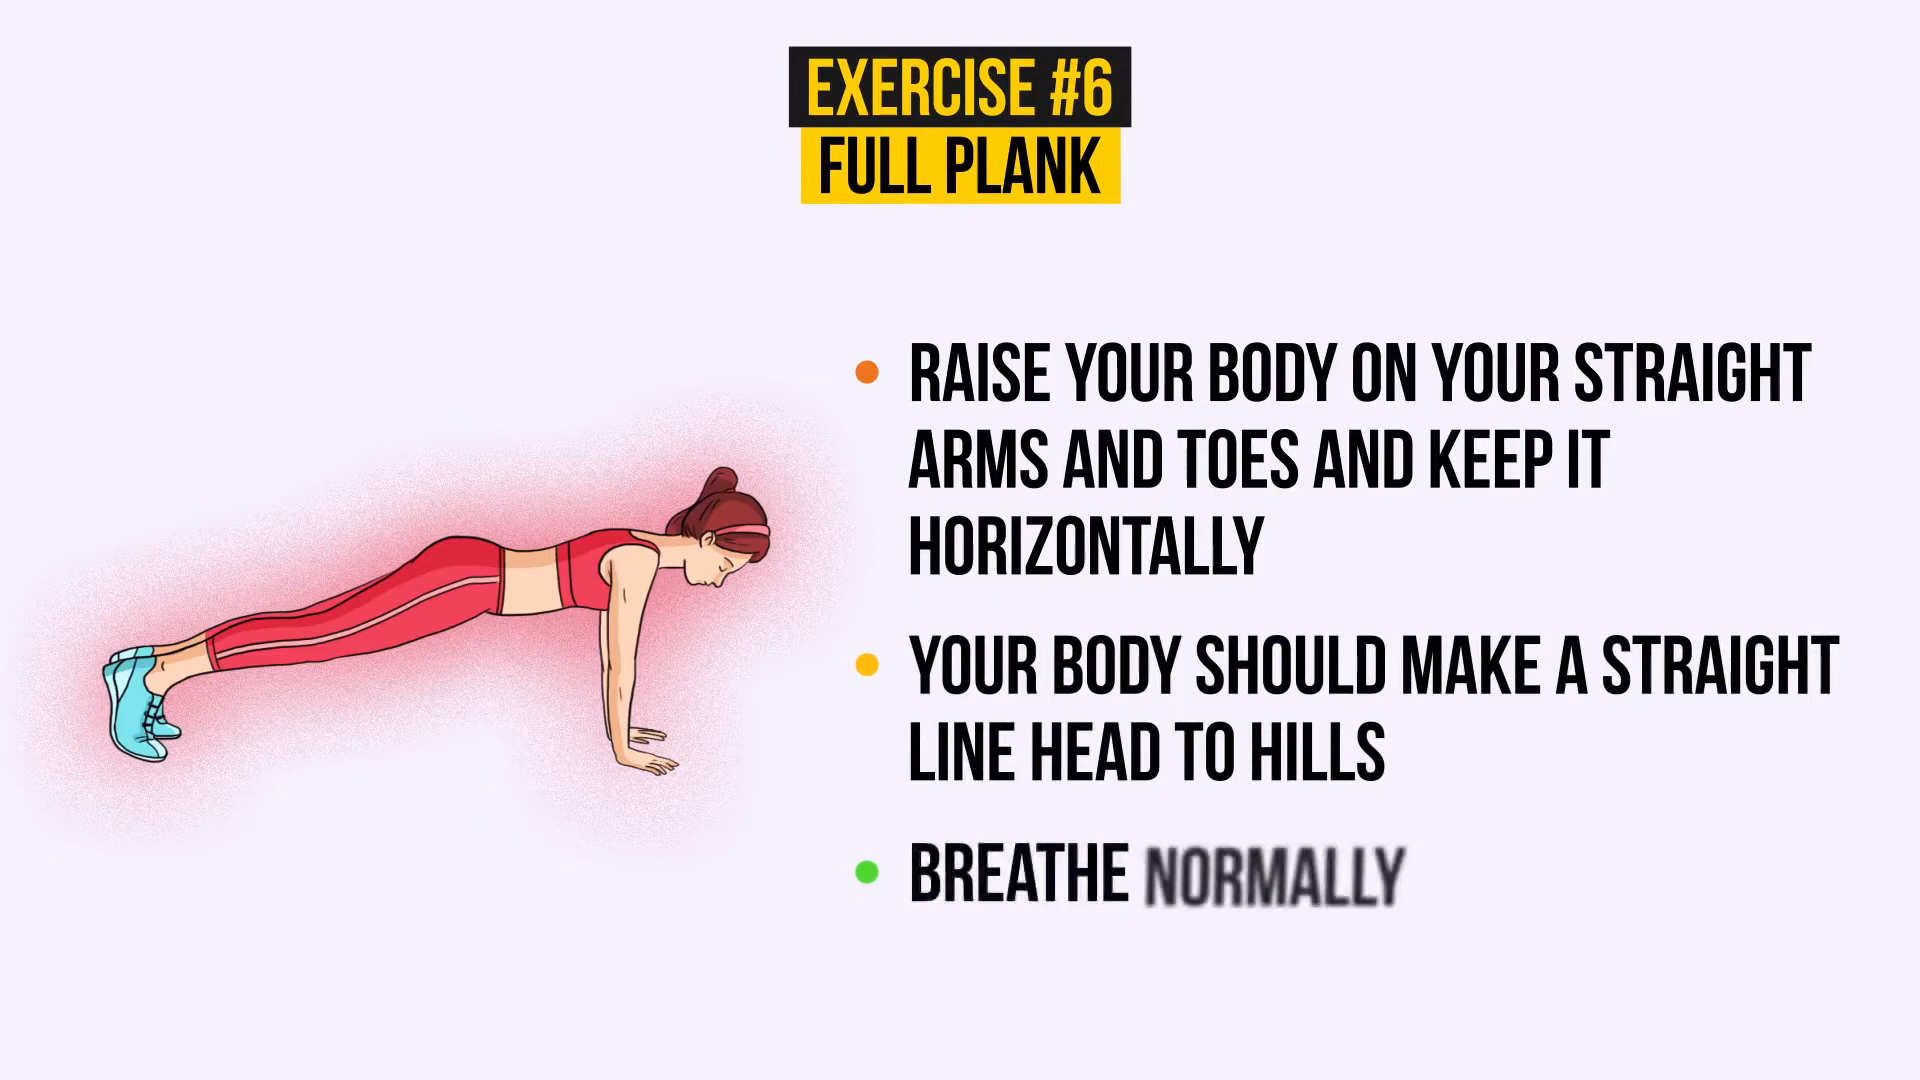 EXERCISE #6
FULL PLANK
• RAISE YOUR BODY ON YOUR STRAIGHT
ARMS AND TOES AND KEEP IT
HORIZONTALLY
• YOUR BODY SHOULD MAKE A STRAIGHT
LINE HEAD TO HILLS
• BREATHE NORMALLY